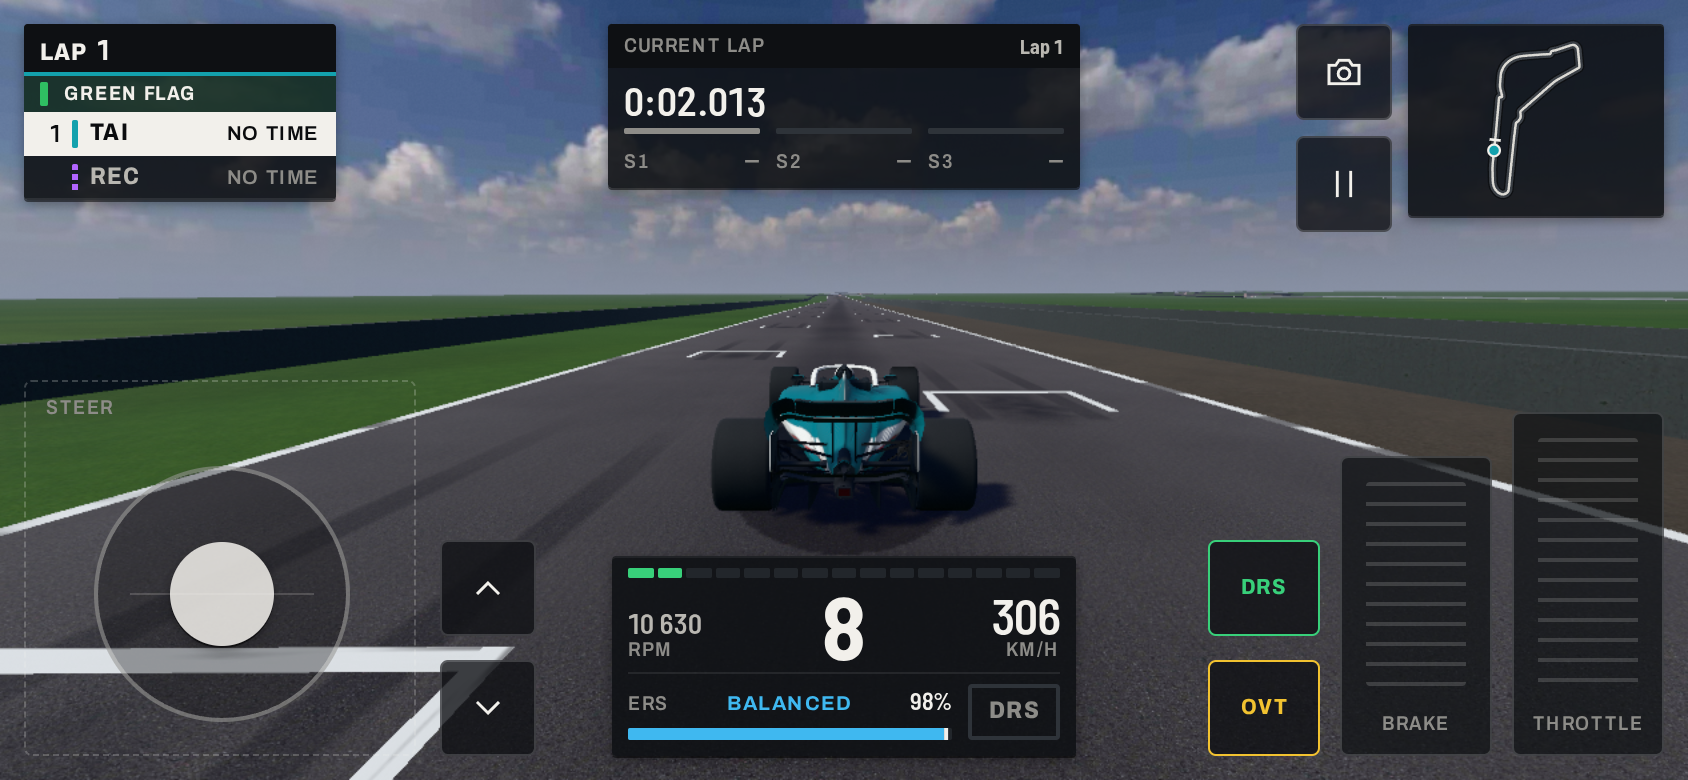 LAP 1
GREEN FLAG
1 TAI NO TIME
REC NO TIME
CURRENT LAP Lap 1
0:02.013
S1 – S2 – S3 –
STEER
10 630
RPM
8
306
KM/H
ERS BALANCED 98% DRS
DRS
OVT
BRAKE
THROTTLE